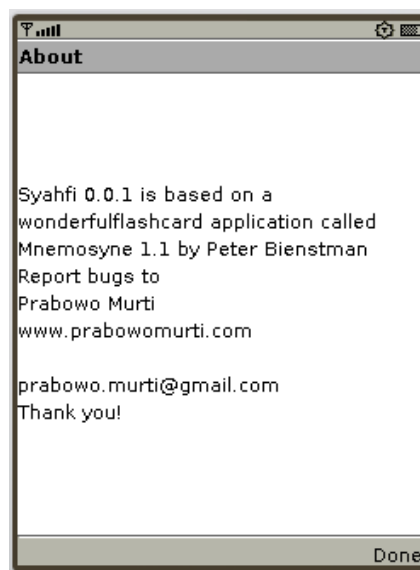 About
Syahfi 0.0.1 is based on a
wonderfulflashcard application called
Mnemosyne 1.1 by Peter Bienstman
Report bugs to
Prabowo Murti
www.prabowomurti.com
prabowo.murti@gmail.com
Thank you!
Done